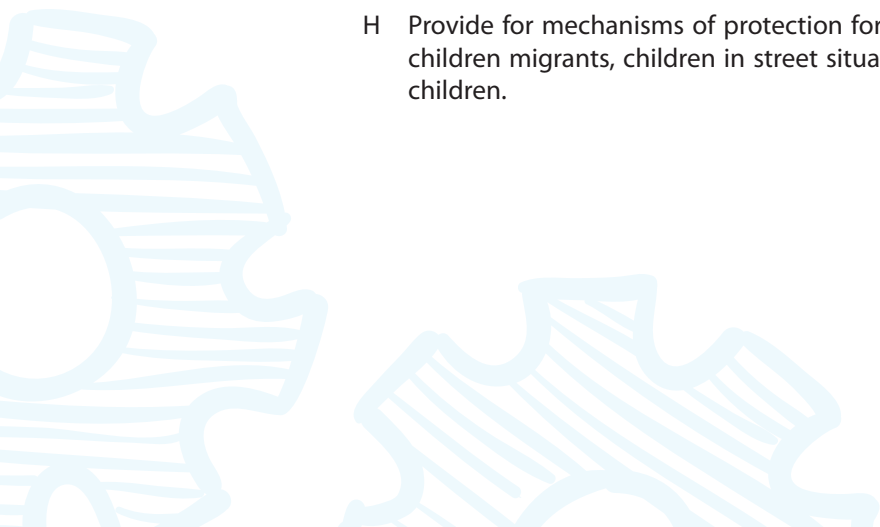 H Provide for mechanisms of protection for
children migrants, children in street situa
children.